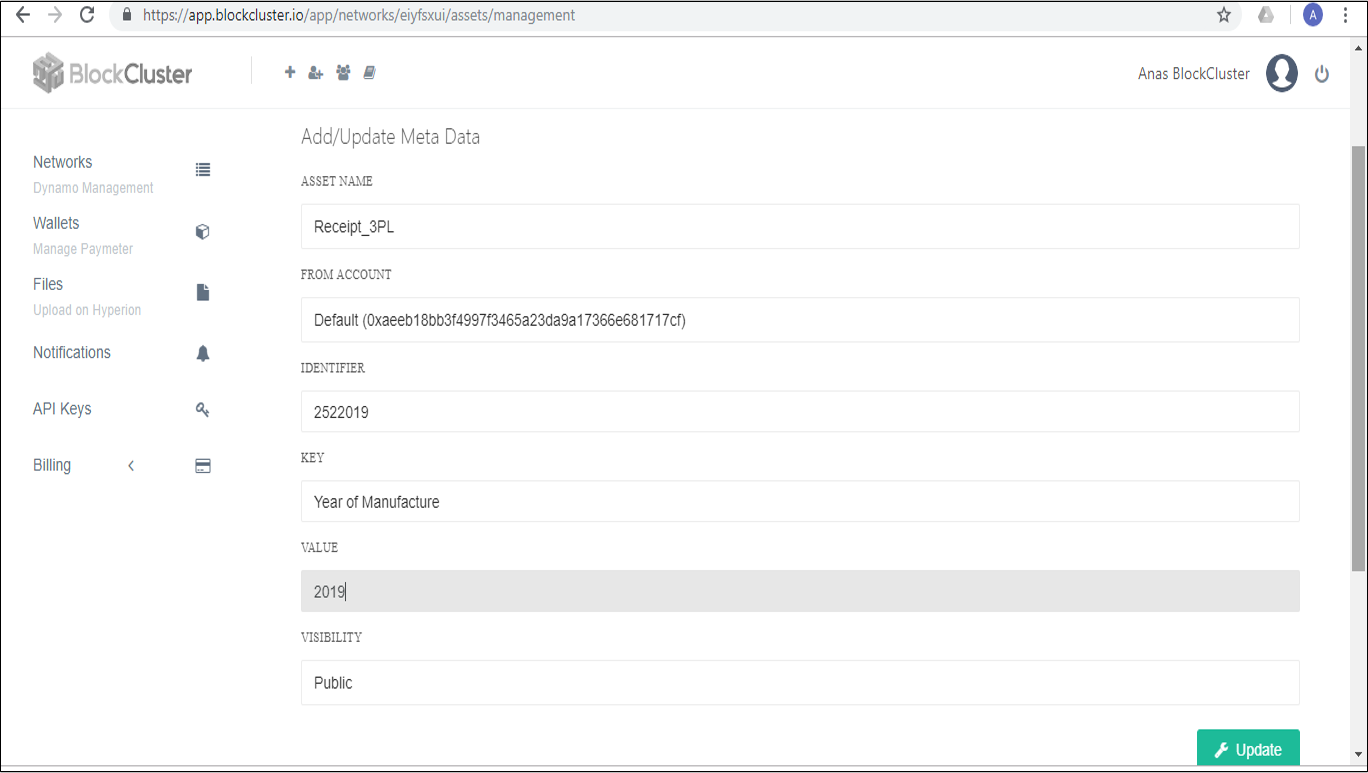 https://app.blockcluster.io/app/networks/eiyfsxui/assets/management
A
BlockCluster
Anas BlockCluster
Networks
Dynamo Management
Wallets
Manage Paymeter
Files
Upload on Hyperion
Notifications
API Keys
Billing
Add/Update Meta Data
ASSET NAME
Receipt_3PL
FROM ACCOUNT
Default (0xaeeb18bb3f4997f3465a23da9a17366e681717cf)
IDENTIFIER
2522019
KEY
Year of Manufacture
VALUE
2019
VISIBILITY
Public
Update